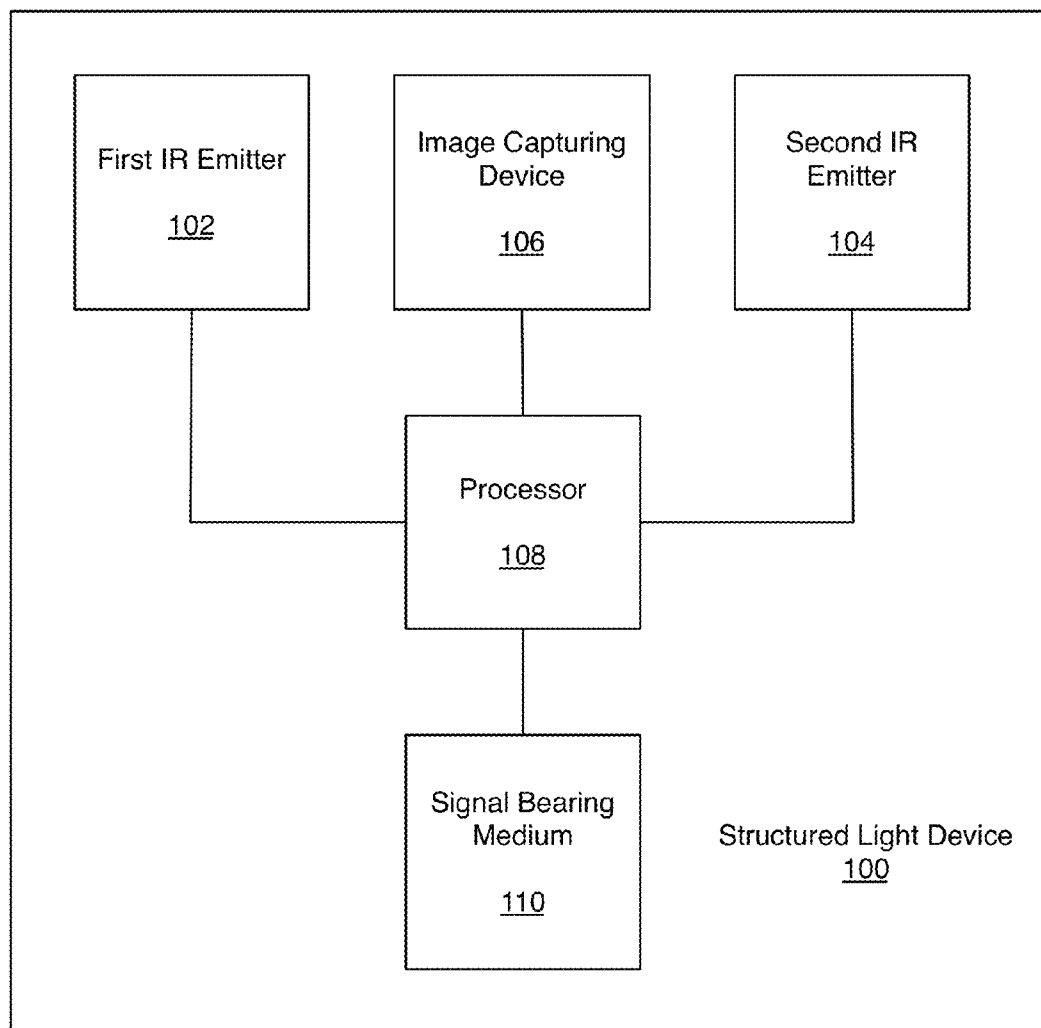 First IR Emitter
102
Image Capturing
Device
106
Second IR
Emitter
104
Processor
108
Signal Bearing
Medium
110
Structured Light Device
100